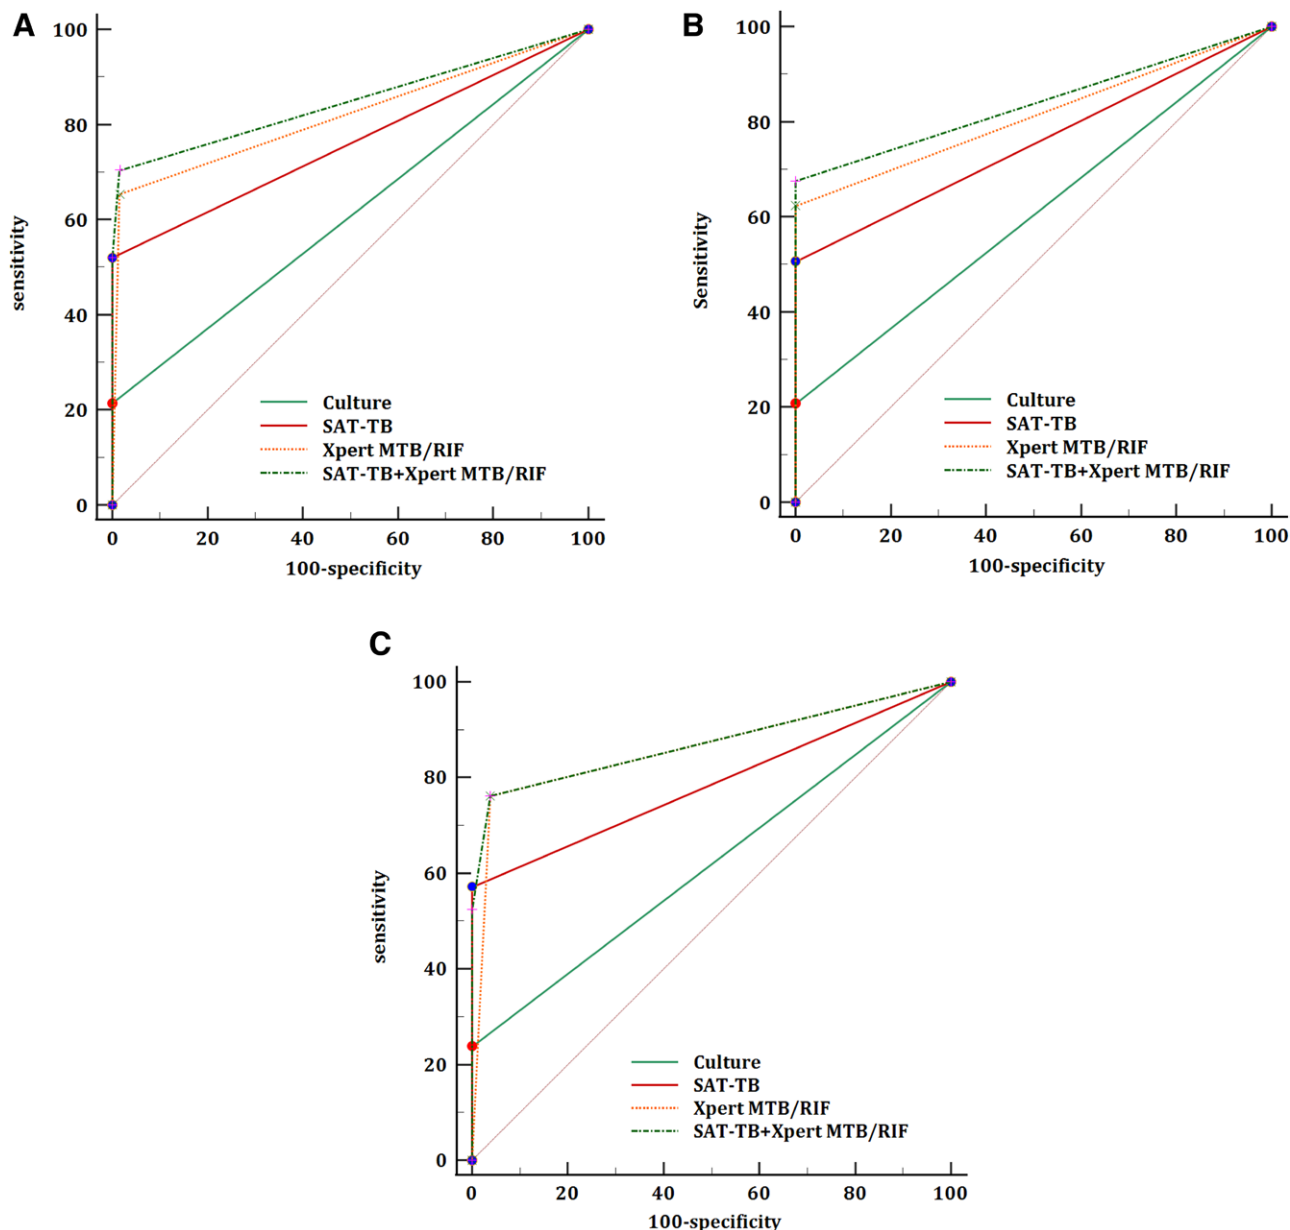 A
100
80
60
40
20
0
sensitivity
Culture
SAT-TB
Xpert MTB/RIF
SAT-TB+Xpert MTB/RIF
0 20 40 60 80 100
100-specificity
B
100
80
60
40
20
0
Sensitivity
Culture
SAT-TB
Xpert MTB/RIF
SAT-TB+Xpert MTB/RIF
0 20 40 60 80 100
100-specificity
C
100
80
60
40
20
0
sensitivity
Culture
SAT-TB
Xpert MTB/RIF
SAT-TB+Xpert MTB/RIF
0 20 40 60 80 100
100-specificity